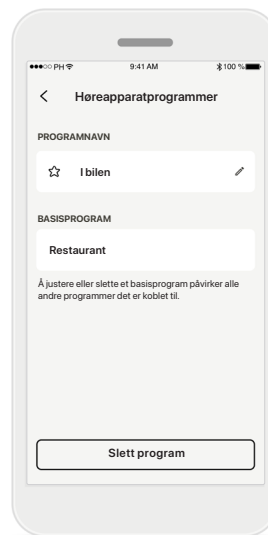 PH 9:41 AM 100 %
Høreapparatprogrammer
PROGRAMNAVN
I bilen
BASISPROGRAM
Restaurant
Å justere eller slette et basisprogram påvirker alle
andre programmer det er koblet til.
Slett program